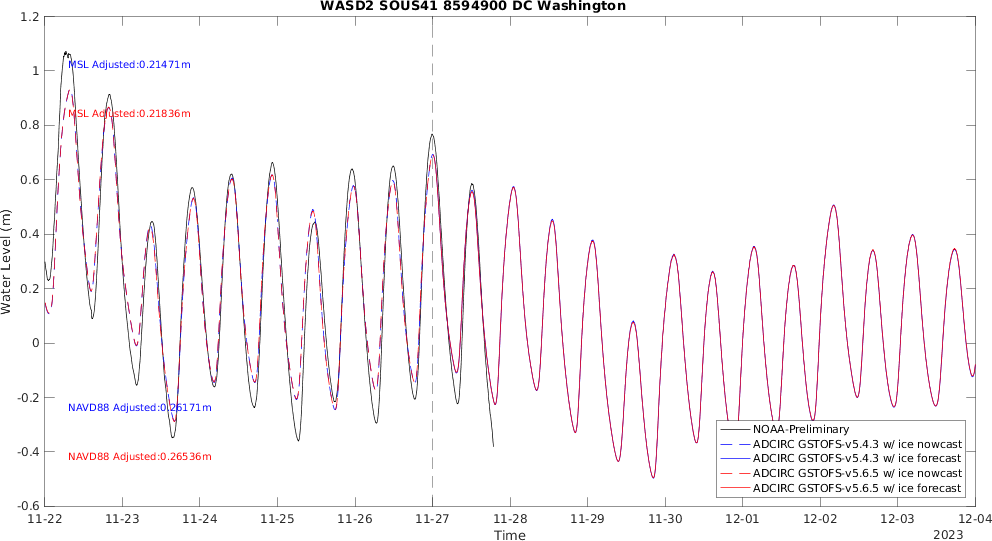 WASD2 SOUS41 8594900 DC Washington
1.2
1
0.8
0.6
0.4
0.2
0
-0.2
-0.4
-0.6
Water Level (m)
MSL Adjusted:0.21471m
MSL Adjusted:0.21836m
NAVD88 Adjusted:0.26171m
NAVD88 Adjusted:0.26536m
NOAA-Preliminary
ADCIRC GSTOFS-v5.4.3 w/ ice nowcast
ADCIRC GSTOFS-v5.4.3 w/ ice forecast
ADCIRC GSTOFS-v5.6.5 w/ ice nowcast
ADCIRC GSTOFS-v5.6.5 w/ ice forecast
11-22 11-23 11-24 11-25 11-26 11-27 11-28 11-29 11-30 12-01 12-02 12-03 12-04
Time
2023